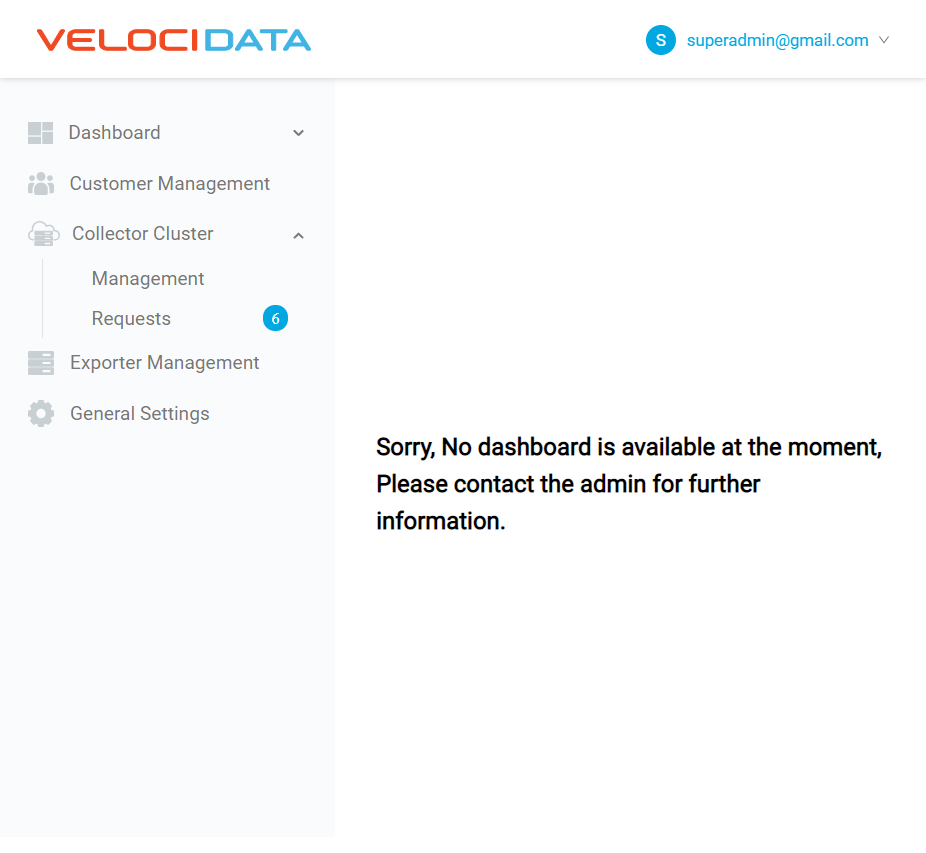 VELOCIDATA
S superadmin@gmail.com
Dashboard
Customer Management
Collector Cluster
Management
Requests 6
Exporter Management
General Settings
Sorry, No dashboard is available at the moment,
Please contact the admin for further
information.